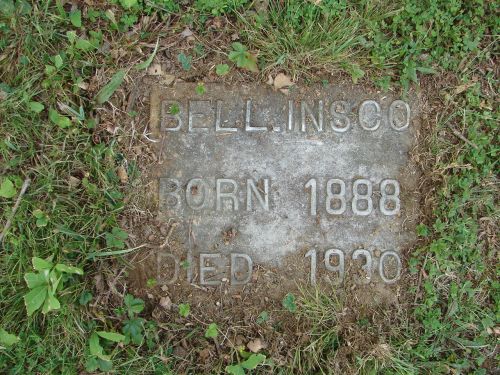 BELL.INSCO
BORN 1888
DIED 1930